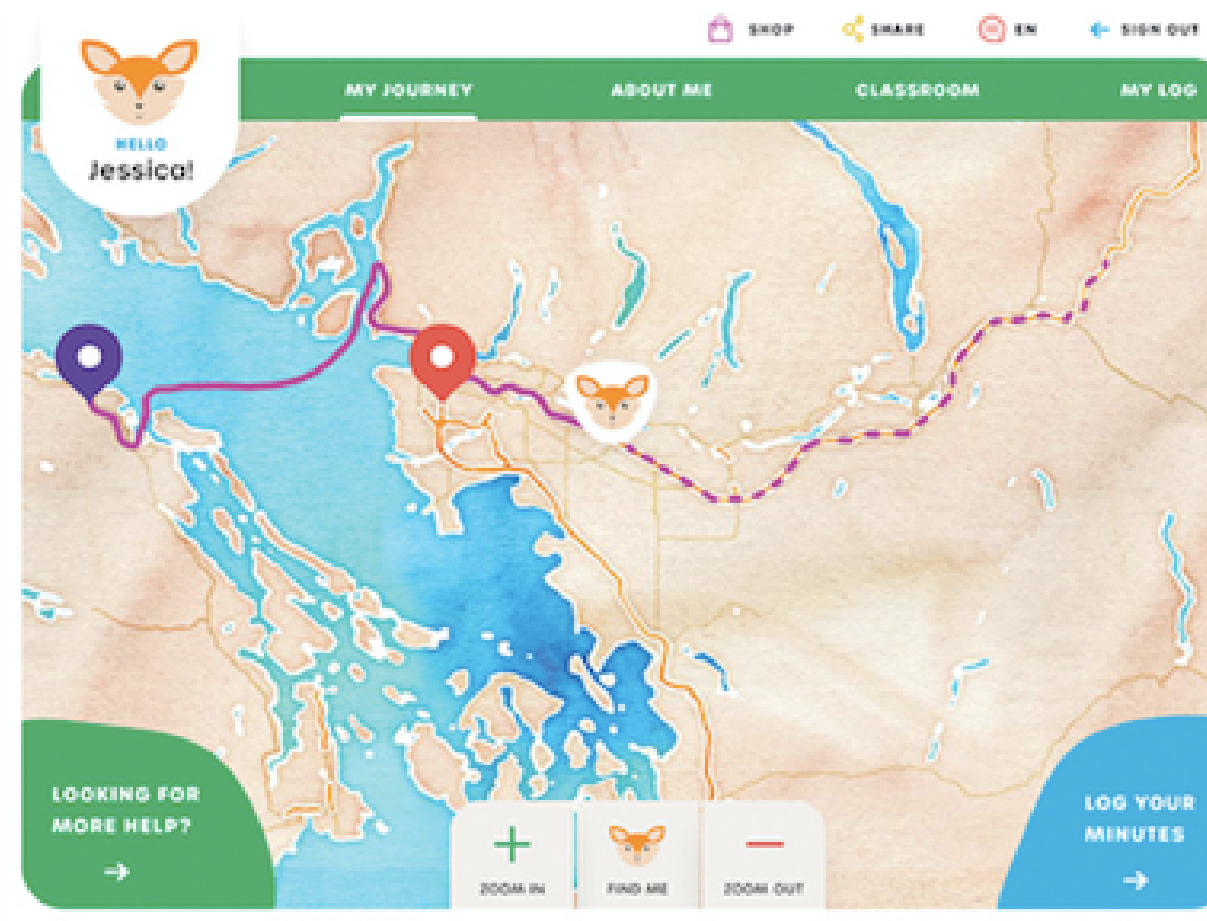 SHOP
SHARE
EN
SIGN OUT
MY JOURNEY
ABOUT ME
CLASSROOM
MY LOG
HELLO
Jessica!
LOOKING FOR
MORE HELP?
ZOOM IN
FIND ME
ZOOM OUT
LOG YOUR
MINUTES